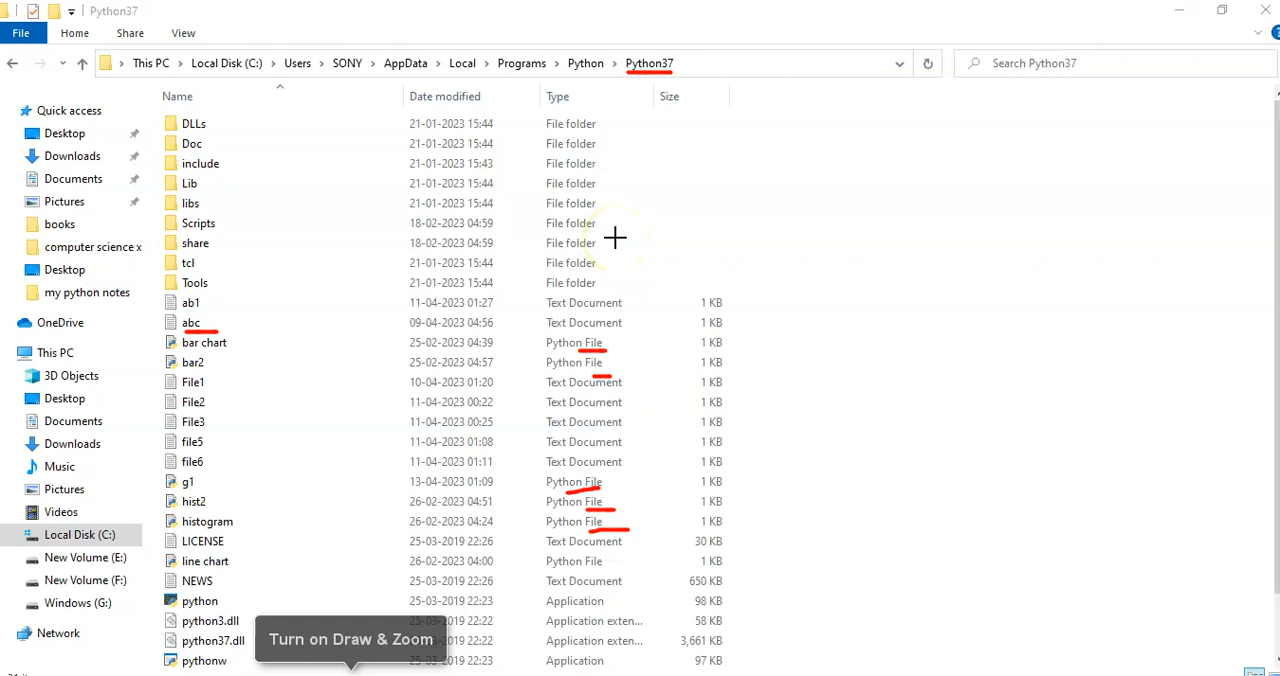 Python37
File Home Share View
This PC Local Disk (C:) Users SONY AppData Local Programs Python Python37 Search Python37
Name Date modified Type Size
Quick access
Desktop
Downloads
Documents
Pictures
books
computer science x
Desktop
my python notes
OneDrive
This PC
3D Objects
Desktop
Documents
Downloads
Music
Pictures
Videos
Local Disk (C:)
New Volume (E:)
New Volume (F:)
Windows (G:)
Network
DLLs 21-01-2023 15:44 File folder
Doc 21-01-2023 15:44 File folder
include 21-01-2023 15:43 File folder
Lib 21-01-2023 15:44 File folder
libs 21-01-2023 15:44 File folder
Scripts 18-02-2023 04:59 File folder
share 18-02-2023 04:59 File folder
tcl 21-01-2023 15:44 File folder
Tools 21-01-2023 15:44 File folder
ab1 11-04-2023 01:27 Text Document 1 KB
abc 09-04-2023 04:56 Text Document 1 KB
bar chart 25-02-2023 04:39 Python File 1 KB
bar2 25-02-2023 04:57 Python File 1 KB
File1 10-04-2023 01:20 Text Document 1 KB
File2 11-04-2023 00:22 Text Document 1 KB
File3 11-04-2023 00:25 Text Document 1 KB
file5 11-04-2023 01:08 Text Document 1 KB
file6 11-04-2023 01:11 Text Document 1 KB
g1 13-04-2023 01:09 Python File 1 KB
hist2 26-02-2023 04:51 Python File 1 KB
histogram 26-02-2023 04:24 Python File 1 KB
LICENSE 25-03-2019 22:26 Text Document 30 KB
line chart 26-02-2023 04:00 Python File 1 KB
NEWS 25-03-2019 22:26 Text Document 650 KB
python 25-03-2019 22:23 Application 98 KB
python3.dll 25-03-2019 22:22 Application exten... 58 KB
python37.dll 25-03-2019 22:22 Application exten... 3,661 KB
pythonw 25-03-2019 22:23 Application 97 KB
Turn on Draw & Zoom